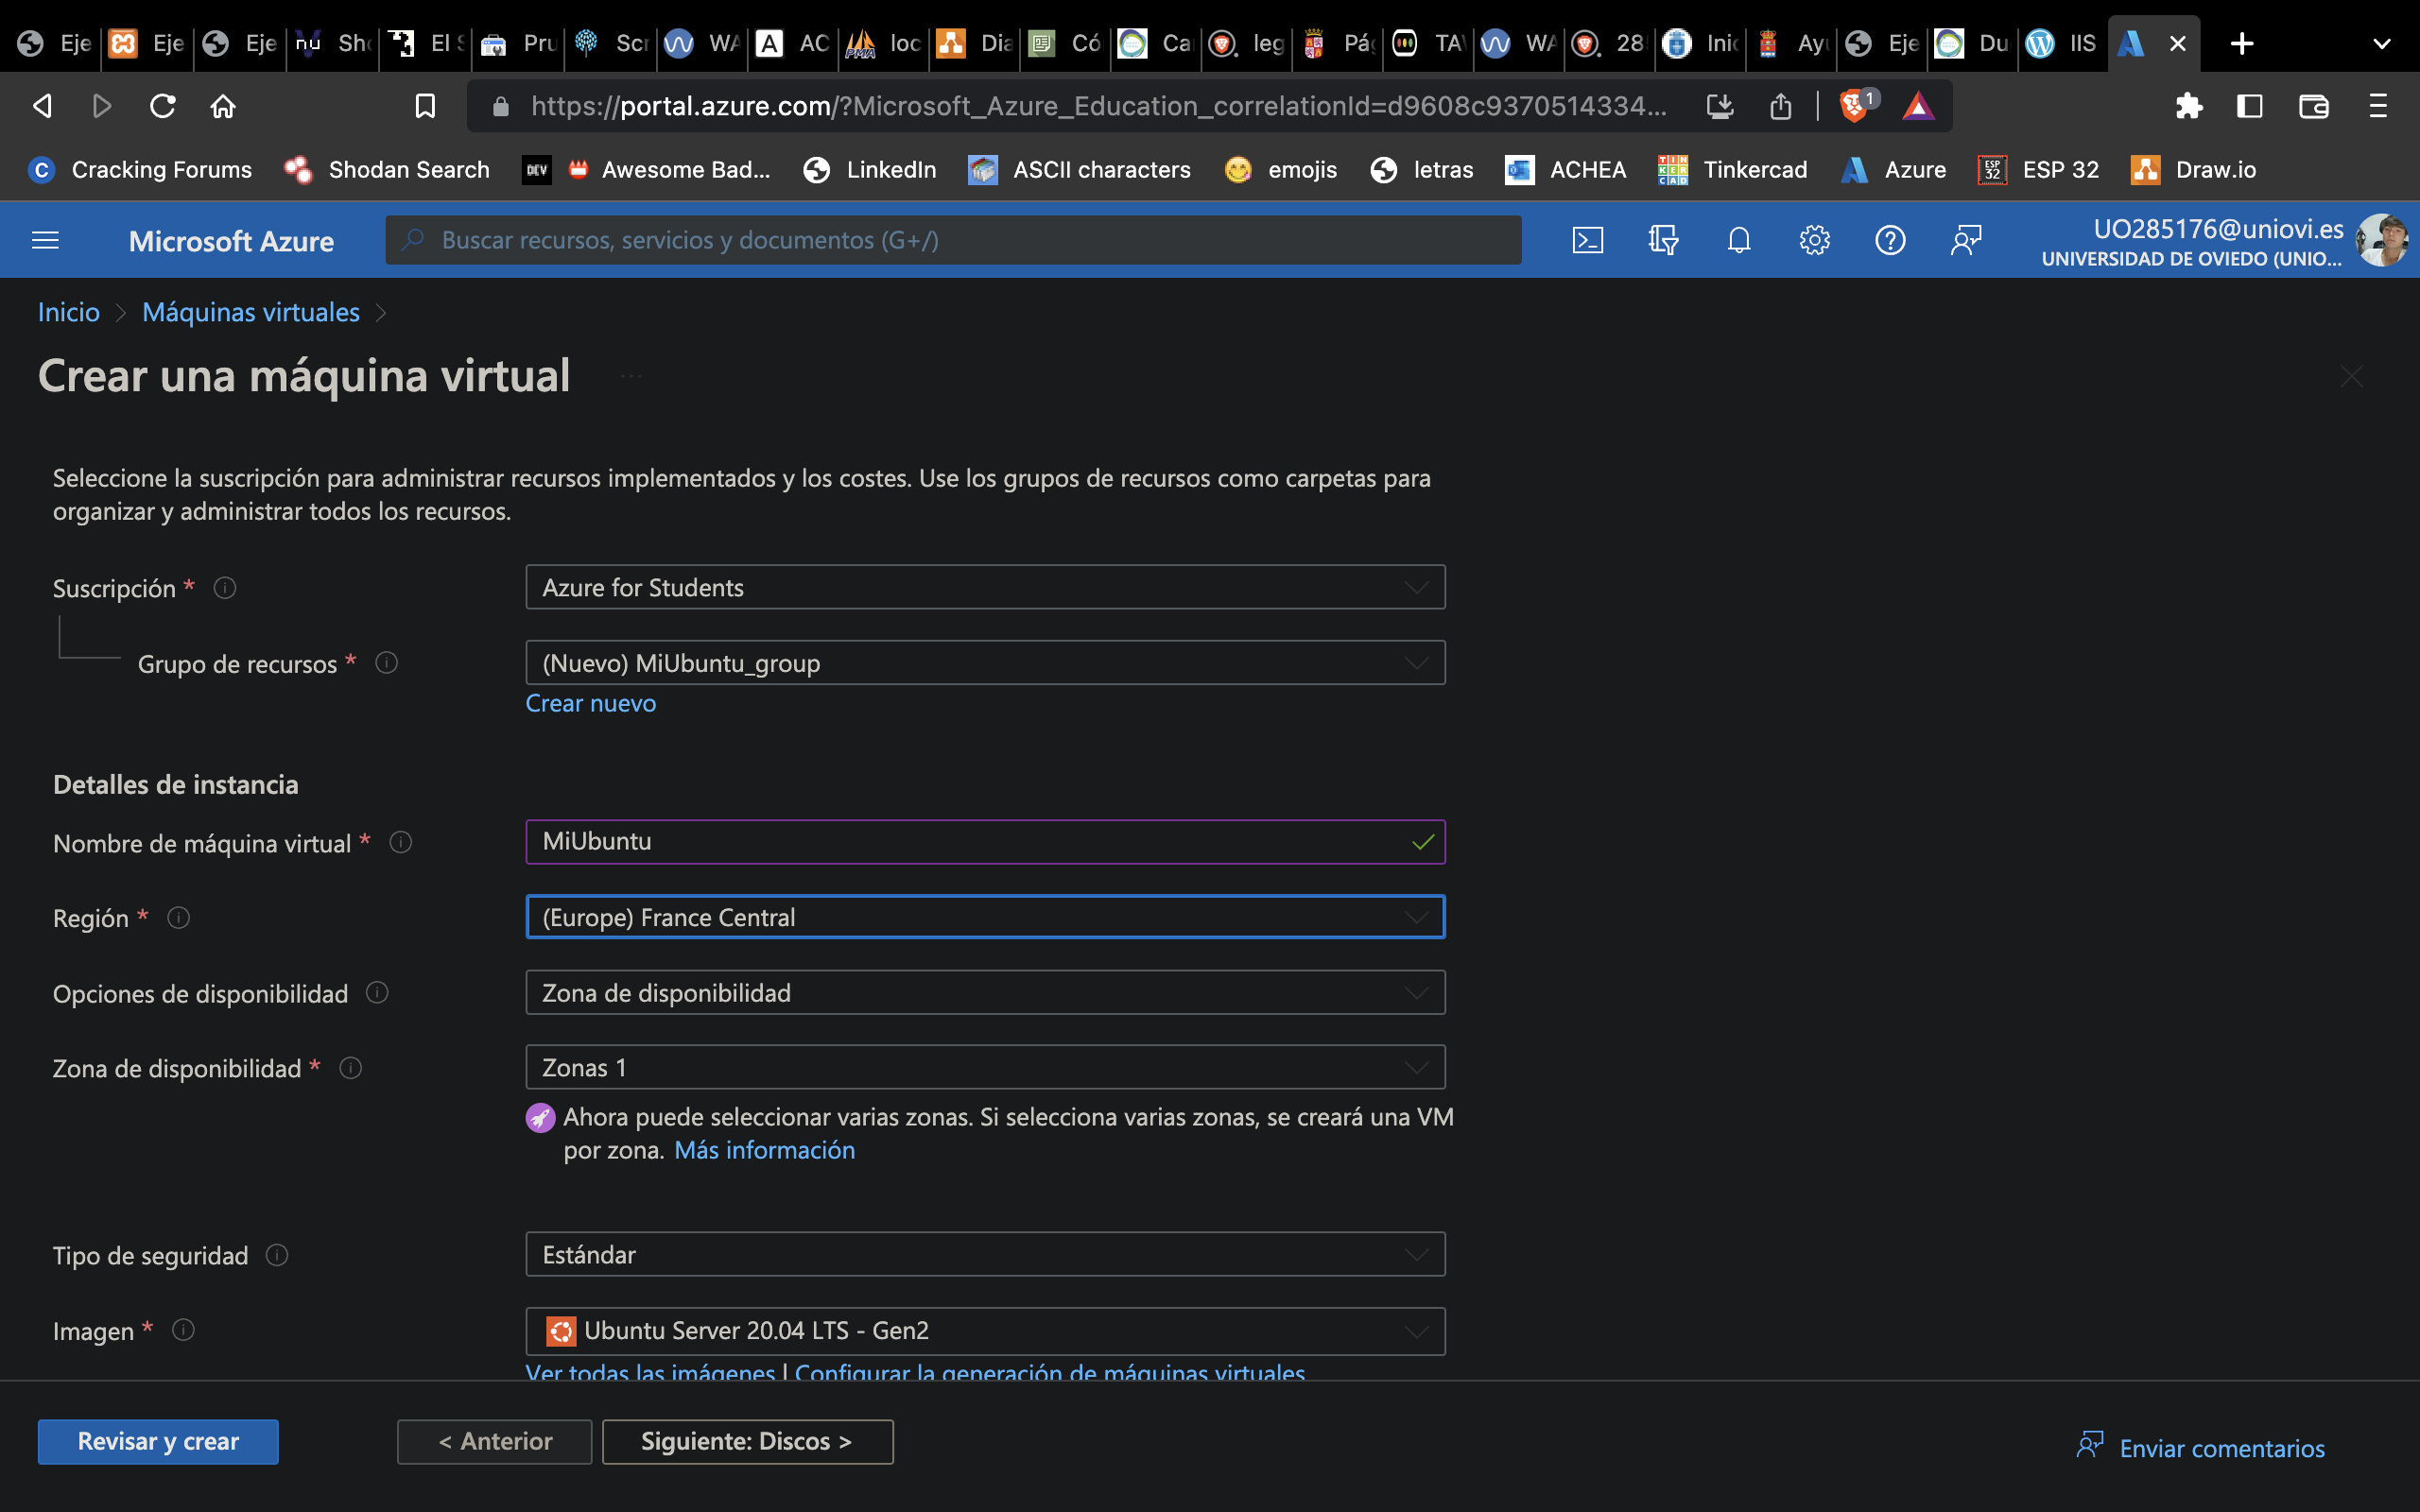 Eje Eje Eje Sh El S Pru Scr WA AC loc Dia Có Ca leg Pá TA WA 28 Inic Ayu Eje Du IIS
https://portal.azure.com/?Microsoft_Azure_Education_correlationId=d9608c9370514334... 1
Cracking Forums Shodan Search DEV Awesome Bad... LinkedIn ASCII characters emojis letras ACHEA TINKERCAD Tinkercad Azure ESP 32 ESP 32 Draw.io
Microsoft Azure Buscar recursos, servicios y documentos (G+/) UO285176@uniovi.es
UNIVERSIDAD DE OVIEDO (UNIO...
Inicio > Máquinas virtuales >
Crear una máquina virtual ...
Seleccione la suscripción para administrar recursos implementados y los costes. Use los grupos de recursos como carpetas para
organizar y administrar todos los recursos.
Suscripción * Azure for Students
Grupo de recursos * (Nuevo) MiUbuntu_group
Crear nuevo
Detalles de instancia
Nombre de máquina virtual * MiUbuntu
Región * (Europe) France Central
Opciones de disponibilidad Zona de disponibilidad
Zona de disponibilidad * Zonas 1
Ahora puede seleccionar varias zonas. Si selecciona varias zonas, se creará una VM
por zona. Más información
Tipo de seguridad Estándar
Imagen * Ubuntu Server 20.04 LTS - Gen2
Ver todas las imágenes | Configurar la generación de máquinas virtuales
Revisar y crear < Anterior Siguiente: Discos > Enviar comentarios